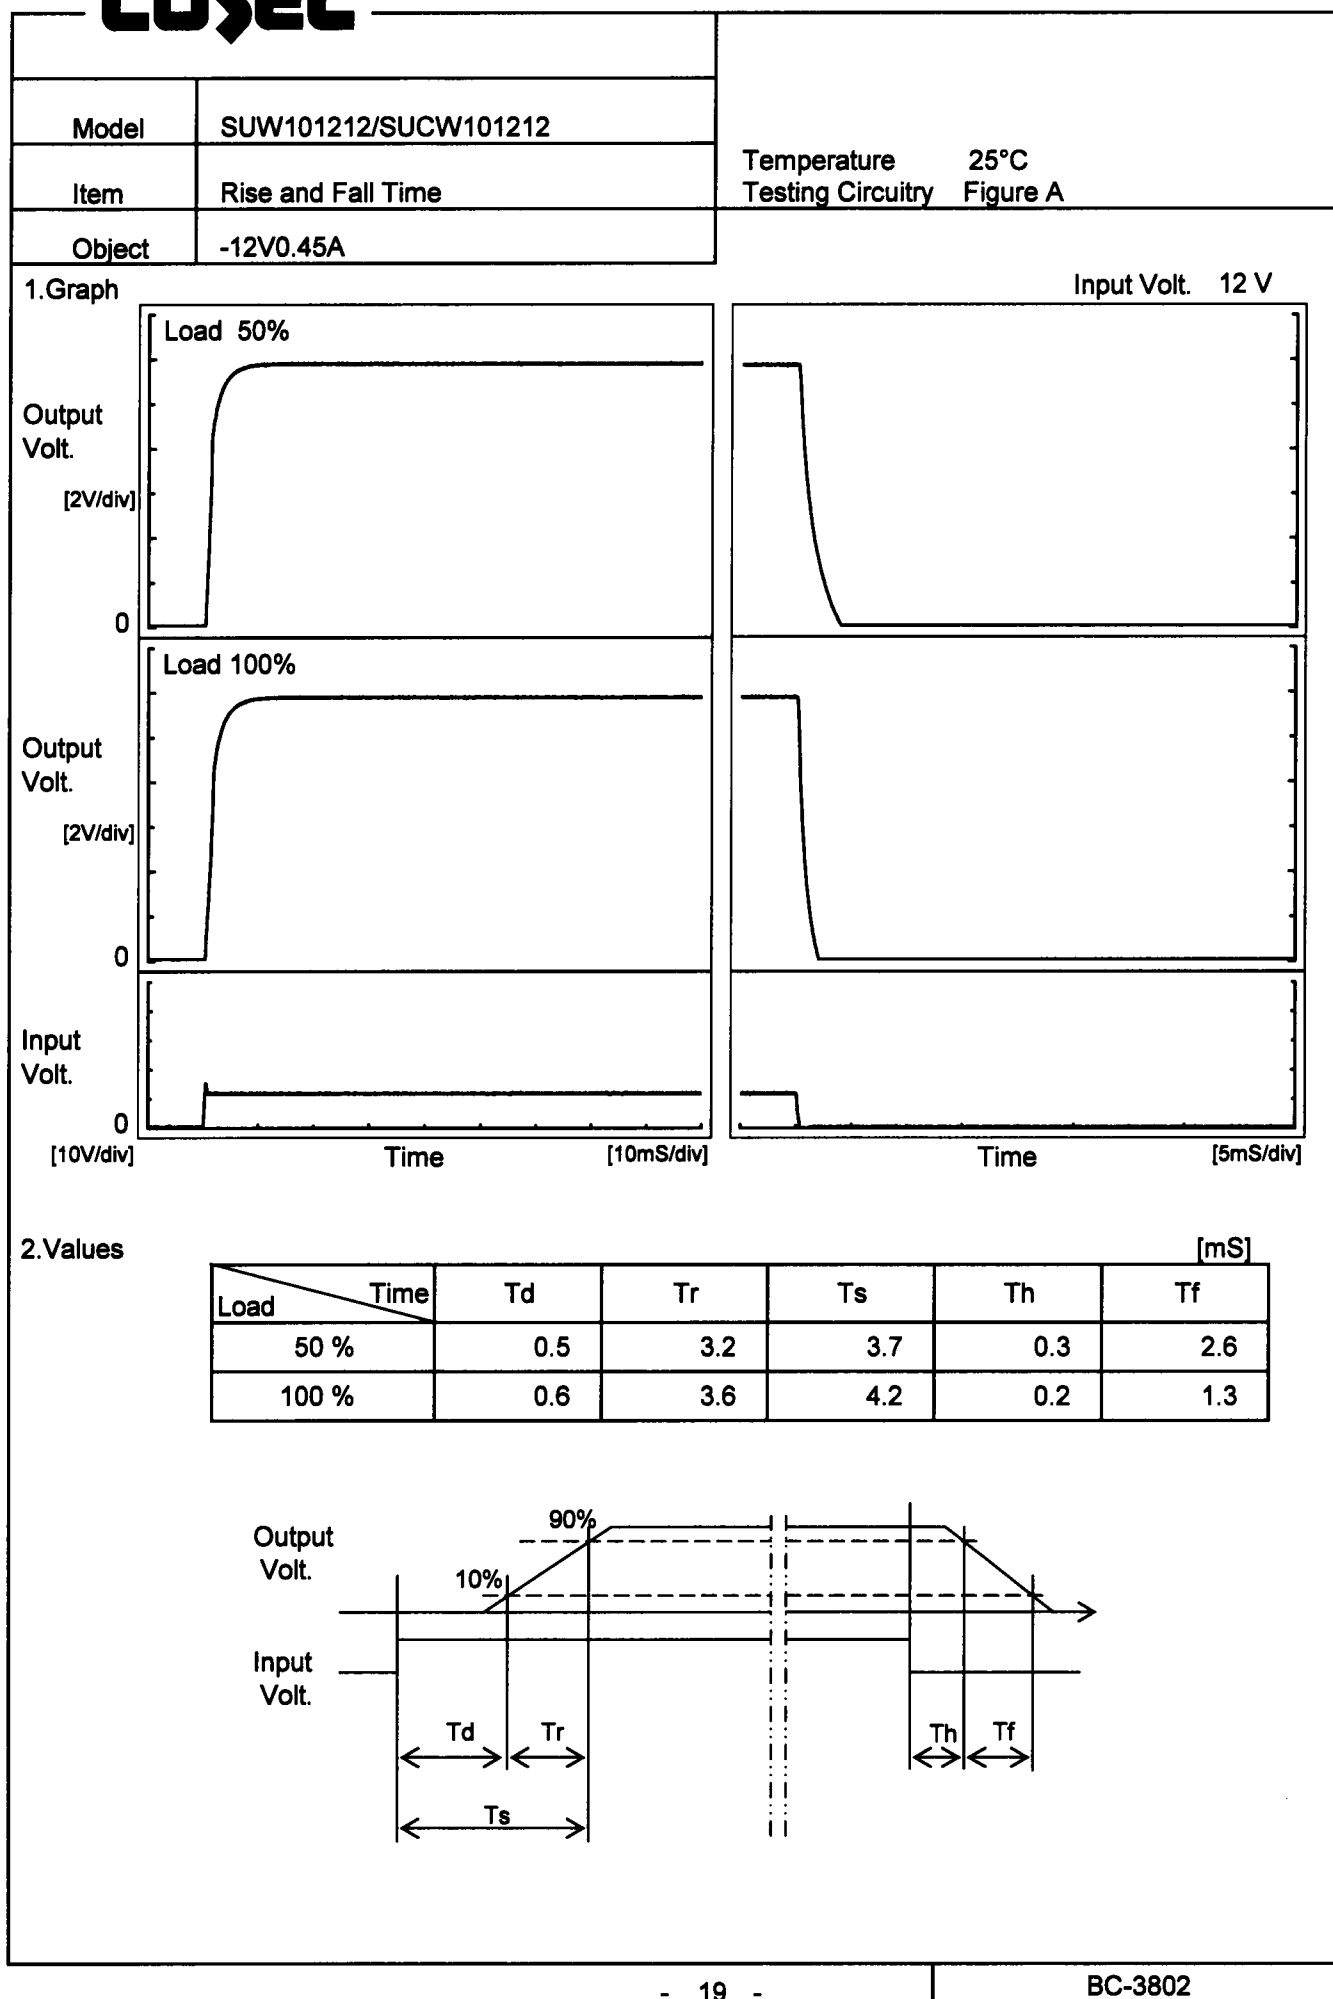 Model SUW101212/SUCW101212
Item Rise and Fall Time
Object -12V0.45A
Temperature 25°C
Testing Circuitry Figure A
1.Graph
Input Volt. 12 V
Load 50%
Output
Volt.
[2V/div]
0
Load 100%
Output
Volt.
[2V/div]
0
Input
Volt.
0
[10V/div] Time [10mS/div] Time [5mS/div]
2.Values [mS]
Time Td Tr Ts Th Tf
Load
50 % 0.5 3.2 3.7 0.3 2.6
100 % 0.6 3.6 4.2 0.2 1.3
90%
Output
Volt.
10%
Input
Volt.
Td Tr Th Tf
Ts
- 19 - BC-3802